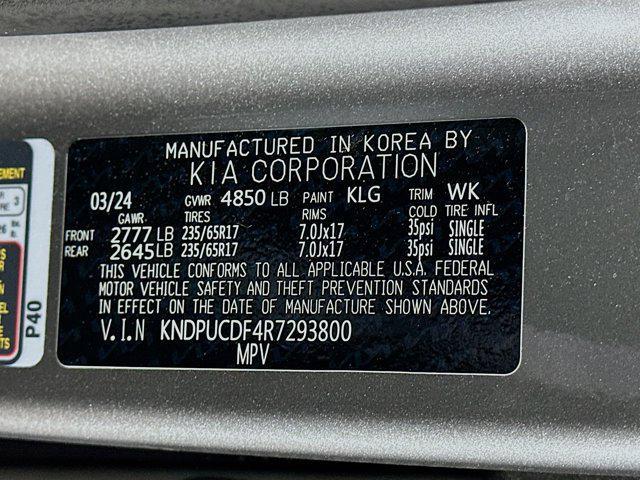 MANUFACTURED IN KOREA BY
KIA CORPORATION
03/24 GVWR 4850 LB PAINT KLG TRIM WK
GAWR TIRES RIMS COLD TIRE INFL
FRONT 2777 LB 235/65R17 7.0Jx17 35psi SINGLE
REAR 2645 LB 235/65R17 7.0Jx17 35psi SINGLE
THIS VEHICLE CONFORMS TO ALL APPLICABLE U.S.A. FEDERAL
MOTOR VEHICLE SAFETY AND THEFT PREVENTION STANDARDS
IN EFFECT ON THE DATE OF MANUFACTURE SHOWN ABOVE.
V.I.N KNDPUCDF4R7293800
MPV
P40